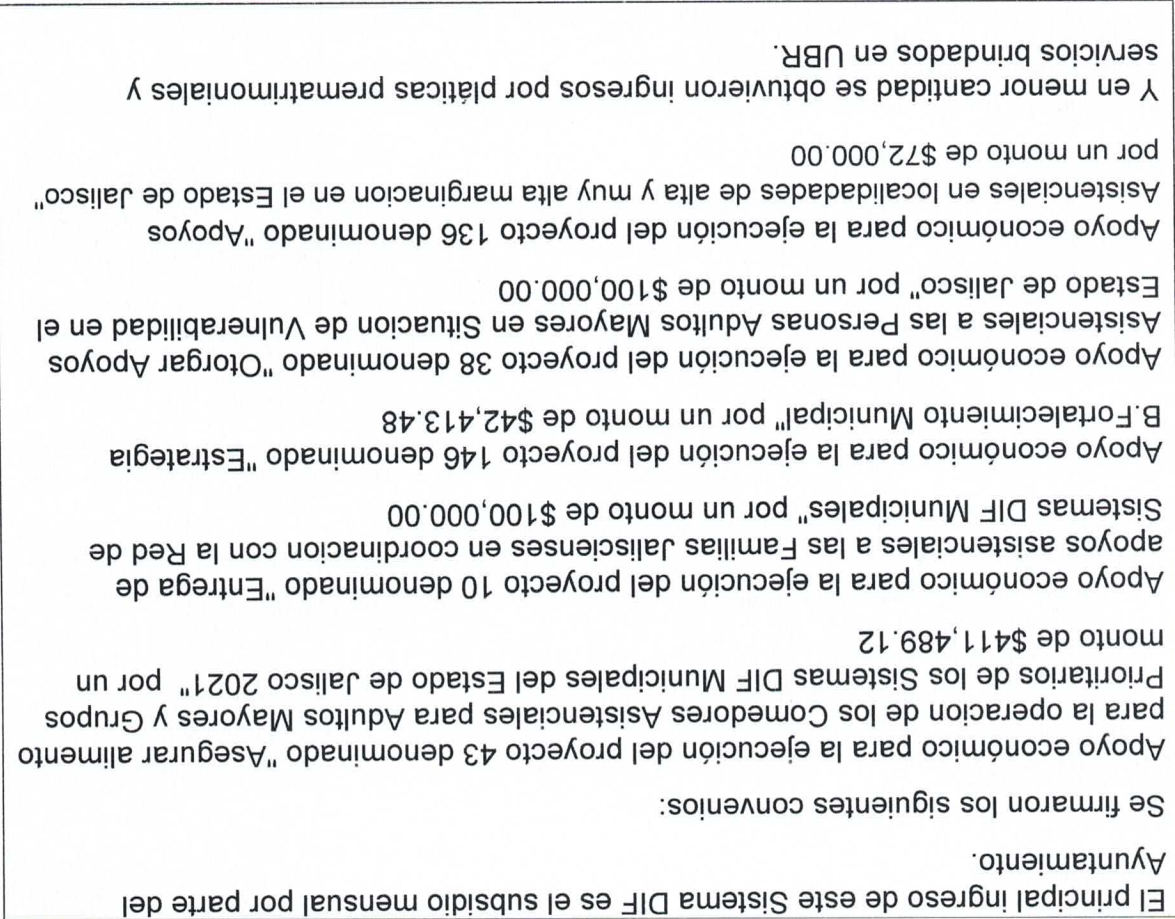 El principal ingreso de este Sistema DIF es el subsidio mensual por parte del
Ayuntamiento.
Se firmaron los siguientes convenios:
Apoyo económico para la ejecución del proyecto 43 denominado "Asegurar alimento
para la operacion de los Comedores Asistenciales para Adultos Mayores y Grupos
Prioritarios de los Sistemas DIF Municipales del Estado de Jalisco 2021" por un
monto de $411,489.12
Apoyo económico para la ejecución del proyecto 10 denominado "Entrega de
apoyos asistenciales a las Familias Jaliscienses en coordinacion con la Red de
Sistemas DIF Municipales" por un monto de $100,000.00
Apoyo económico para la ejecución del proyecto 146 denominado "Estrategia
B.Fortalecimiento Municipal" por un monto de $42,413.48
Apoyo económico para la ejecución del proyecto 38 denominado "Otorgar Apoyos
Asistenciales a las Personas Adultos Mayores en Situacion de Vulnerabilidad en el
Estado de Jalisco" por un monto de $100,000.00
Apoyo económico para la ejecución del proyecto 136 denominado "Apoyos
Asistenciales en localidadades de alta y muy alta marginacion en el Estado de Jalisco"
por un monto de $72,000.00
Y en menor cantidad se obtuvieron ingresos por pláticas prematrimoniales y
servicios brindados en UBR.